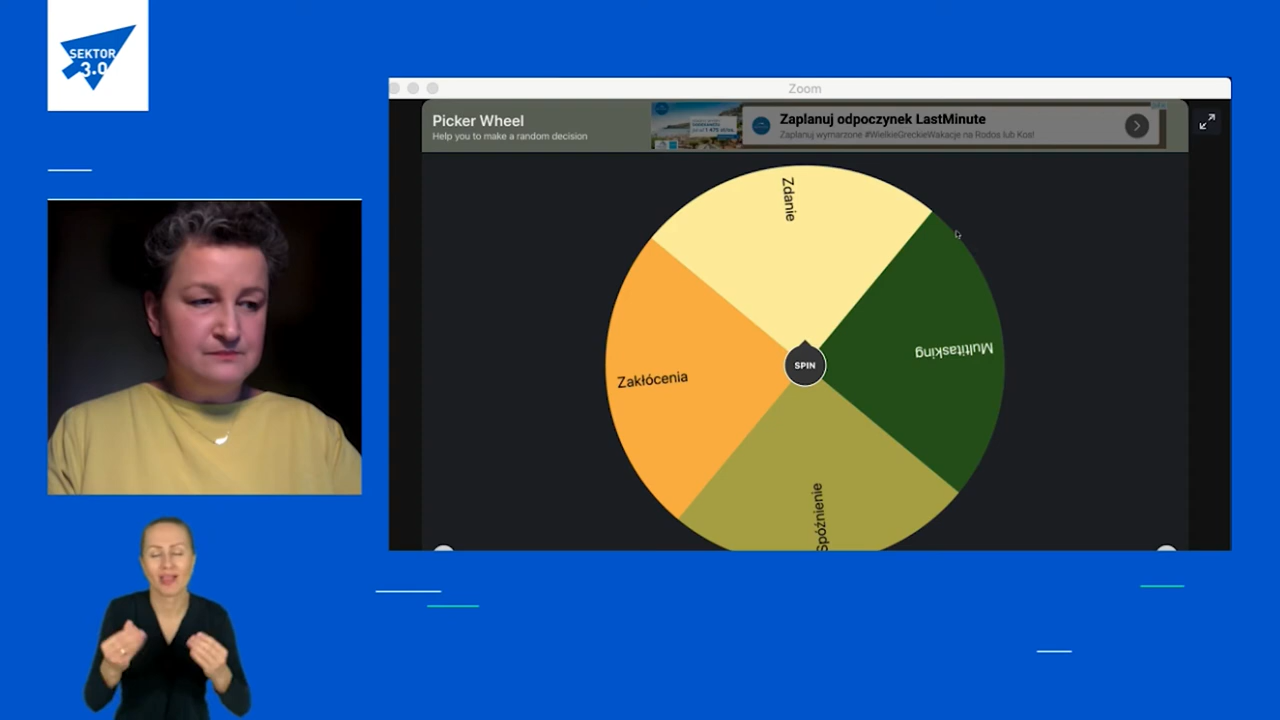 SEKTOR
3.0
Zoom
Picker Wheel
Help you to make a random decision
Zaplanuj odpoczynek LastMinute
Zaplanuj wymarzone #WielkieGreckieWakacje na Rodos lub Kos!
Zdanie
Multitasking
SPIN
Zakłócenia
Spóźnienie